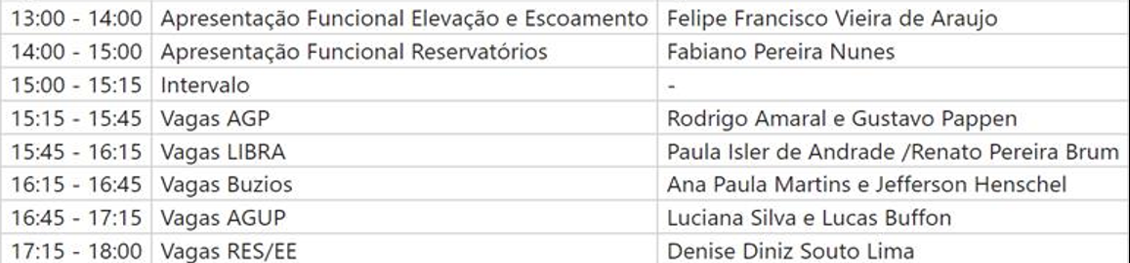 13:00 - 14:00 Apresentação Funcional Elevação e Escoamento Felipe Francisco Vieira de Araujo
14:00 - 15:00 Apresentação Funcional Reservatórios Fabiano Pereira Nunes
15:00 - 15:15 Intervalo -
15:15 - 15:45 Vagas AGP Rodrigo Amaral e Gustavo Pappen
15:45 - 16:15 Vagas LIBRA Paula Isler de Andrade /Renato Pereira Brum
16:15 - 16:45 Vagas Buzios Ana Paula Martins e Jefferson Henschel
16:45 - 17:15 Vagas AGUP Luciana Silva e Lucas Buffon
17:15 - 18:00 Vagas RES/EE Denise Diniz Souto Lima